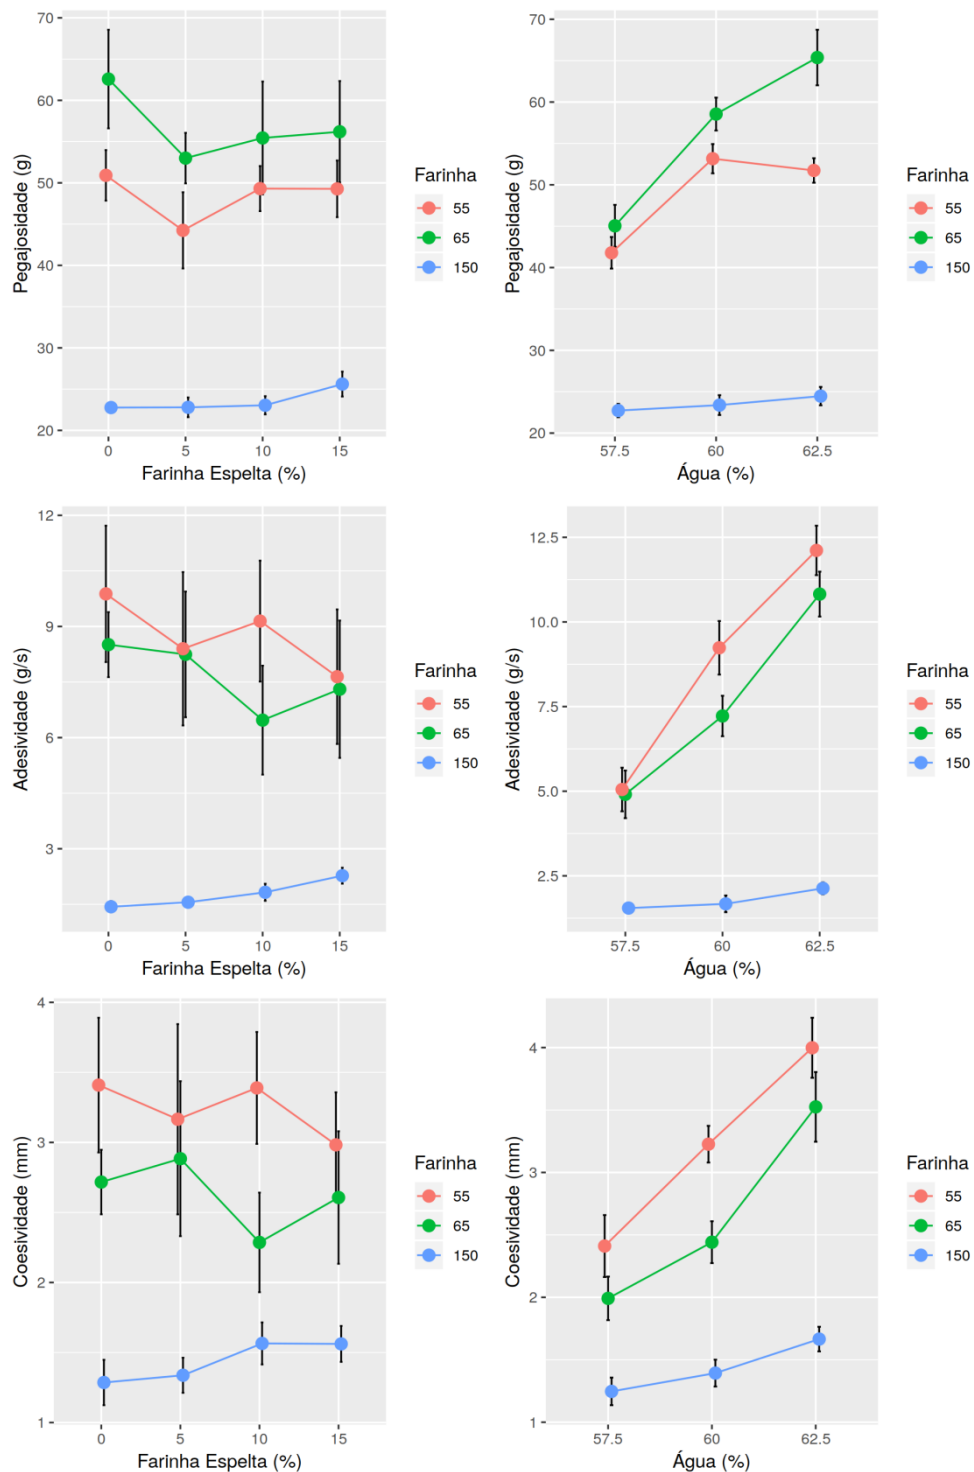 70
60
50
40
30
20
Pegajosidade (g)
0 5 10 15
Farinha Espelta (%)
Farinha
55
65
150
70
60
50
40
30
20
Pegajosidade (g)
57.5 60 62.5
Água (%)
Farinha
55
65
150
12
9
6
3
Adesividade (g/s)
0 5 10 15
Farinha Espelta (%)
Farinha
55
65
150
12.5
10.0
7.5
5.0
2.5
Adesividade (g/s)
57.5 60 62.5
Água (%)
Farinha
55
65
150
4
3
2
1
Coesividade (mm)
0 5 10 15
Farinha Espelta (%)
Farinha
55
65
150
4
3
2
1
Coesividade (mm)
57.5 60 62.5
Água (%)
Farinha
55
65
150